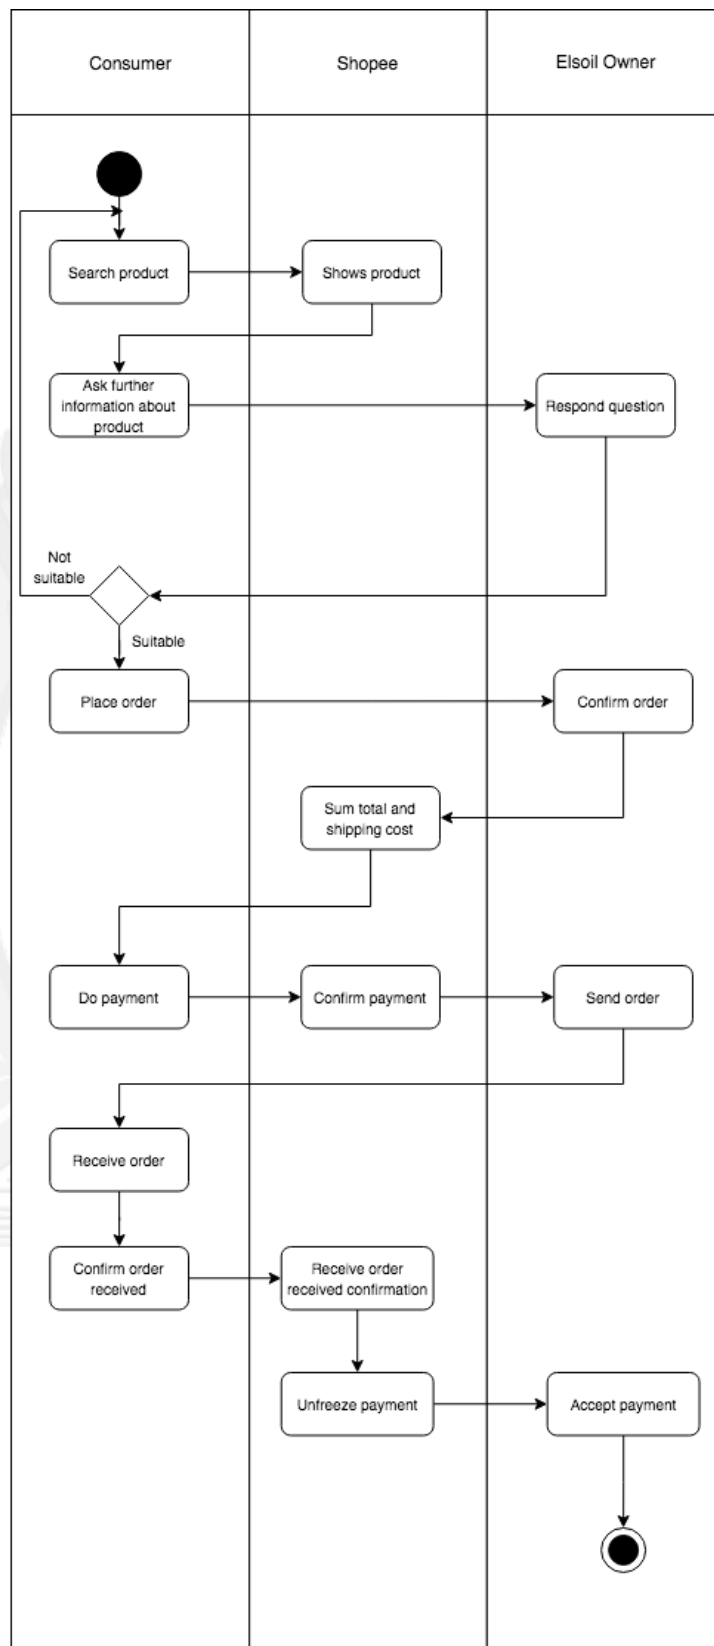 Consumer
Shopee
Elsoil Owner
Search product
Shows product
Ask further
information about
product
Respond question
Not
suitable
Suitable
Place order
Confirm order
Sum total and
shipping cost
Do payment
Confirm payment
Send order
Receive order
Confirm order
received
Receive order
received confirmation
Unfreeze payment
Accept payment